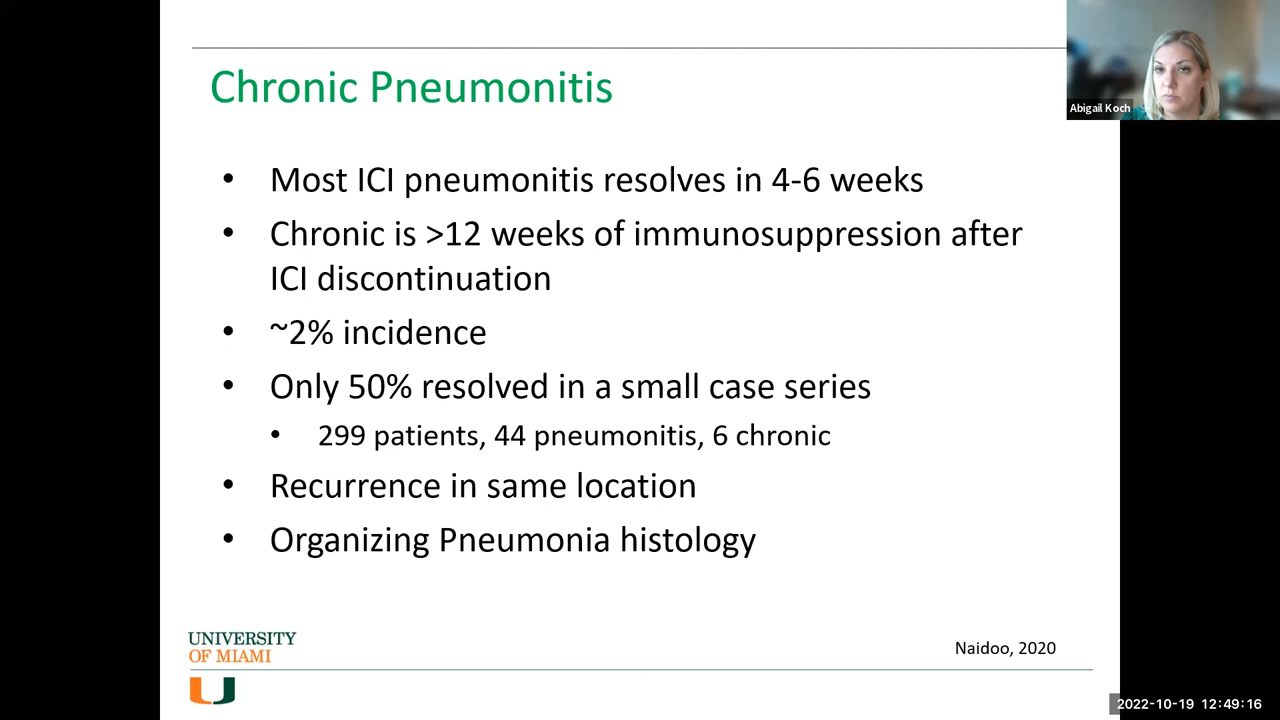 Chronic Pneumonitis
Abigail Koch
• Most ICI pneumonitis resolves in 4-6 weeks
• Chronic is >12 weeks of immunosuppression after
ICI discontinuation
• ~2% incidence
• Only 50% resolved in a small case series
• 299 patients, 44 pneumonitis, 6 chronic
• Recurrence in same location
• Organizing Pneumonia histology
UNIVERSITY
OF MIAMI
Naidoo, 2020
2022-10-19 12:49:16